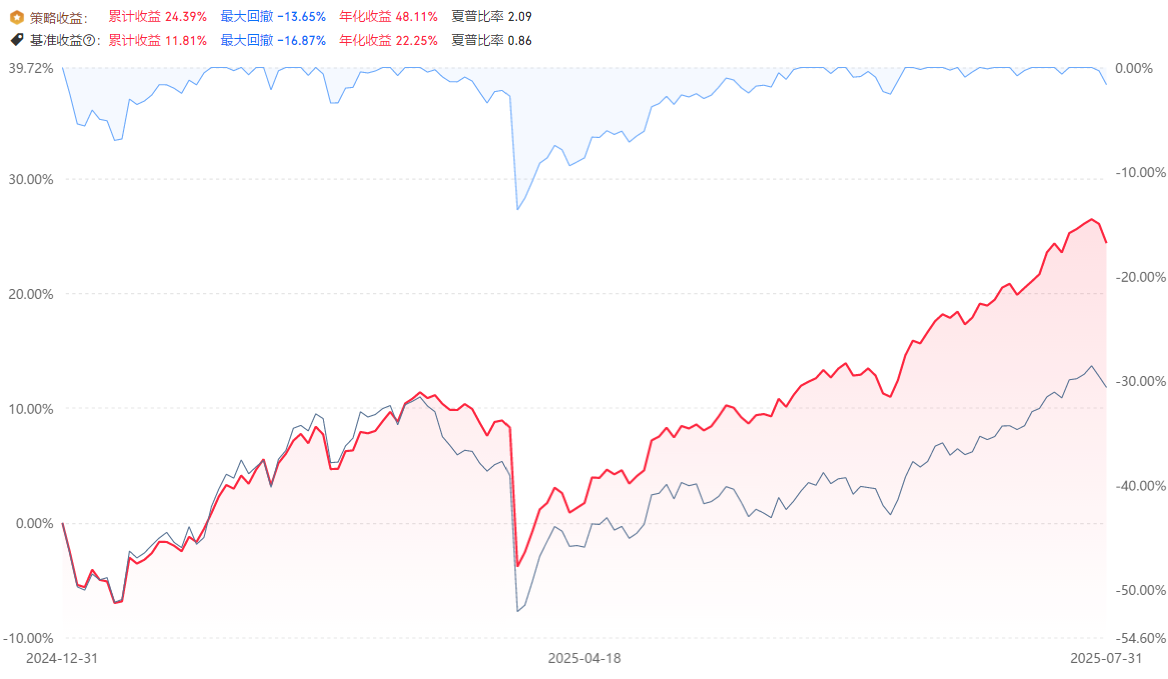 策略收益： 累计收益 24.39% 最大回撤 -13.65% 年化收益 48.11% 夏普比率 2.09
基准收益?： 累计收益 11.81% 最大回撤 -16.87% 年化收益 22.25% 夏普比率 0.86
39.72% 0.00%
30.00% -10.00%
20.00% -20.00%
10.00% -30.00%
0.00% -40.00%
-50.00%
-10.00% -54.60%
2024-12-31 2025-04-18 2025-07-31